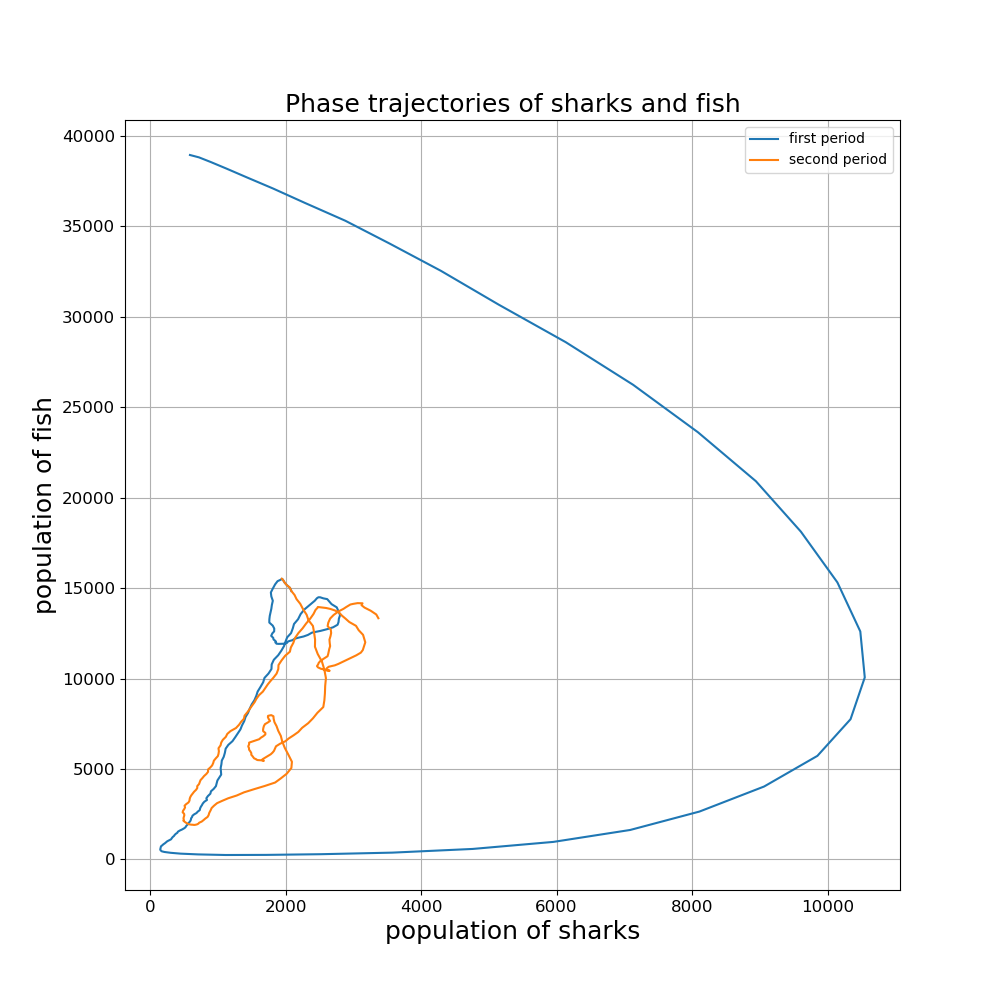 Phase trajectories of sharks and fish
first period
second period
40000
35000
30000
25000
20000
15000
10000
5000
0
population of fish
0 2000 4000 6000 8000 10000
population of sharks